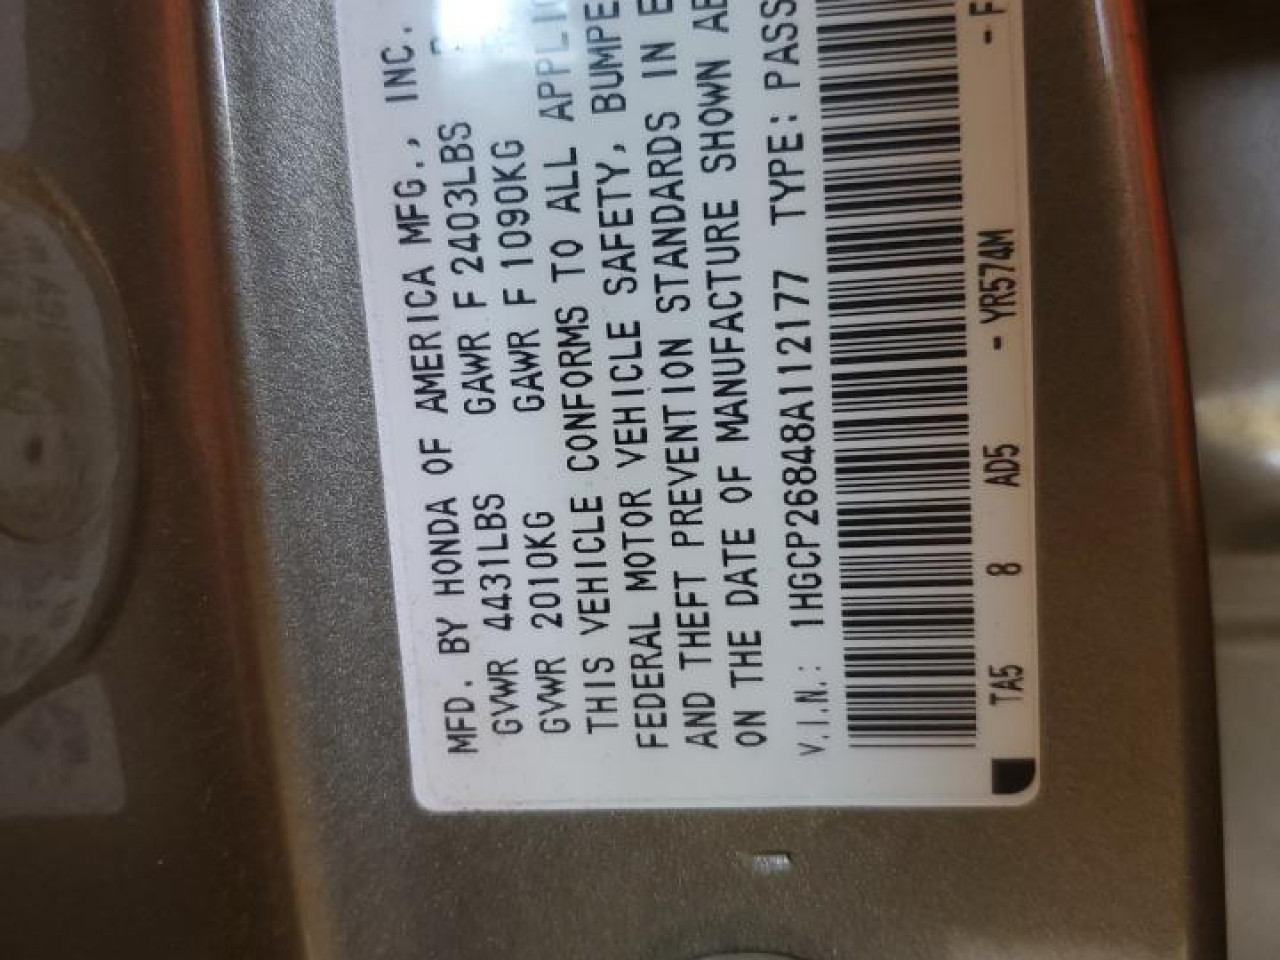 MFD. BY HONDA OF AMERICA MFG., INC.
GVWR 4431LBS GAWR F 2403LBS
GVWR 2010KG GAWR F 1090KG
THIS VEHICLE CONFORMS TO ALL
FEDERAL MOTOR VEHICLE SAFETY,
AND THEFT PREVENTION STANDARDS IN
ON THE DATE OF MANUFACTURE SHOWN
V.I.N.: 1HGCP26848A112177 TYPE: PASS
TA5 8 AD5 - YR574M - F